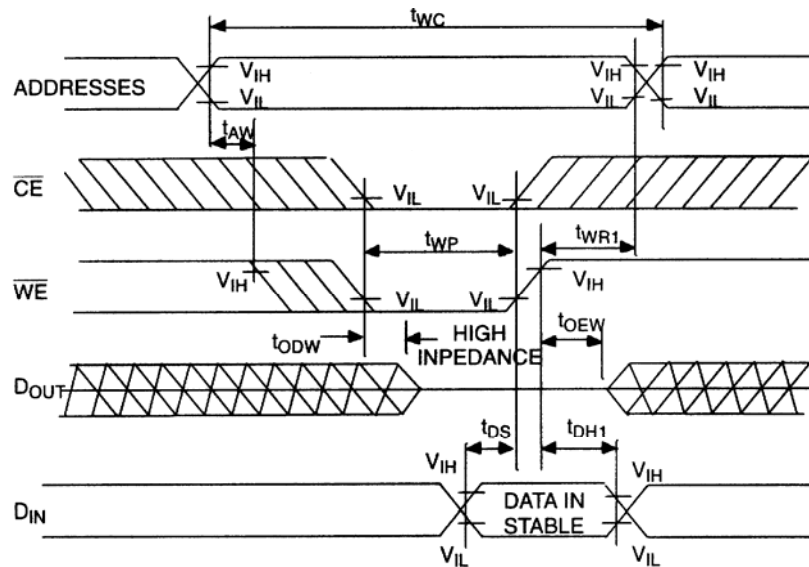 tWC
ADDRESSES
VIH
VIL
VIH
VIL
VIH
VIL
tAW
CE
VIL
VIL
tWP
tWR1
WE
VIH
VIL
VIL
VIH
tODW
HIGH
INPEDANCE
tOEW
DOUT
tDS
tDH1
VIH
VIH
DIN
DATA IN
STABLE
VIL
VIL